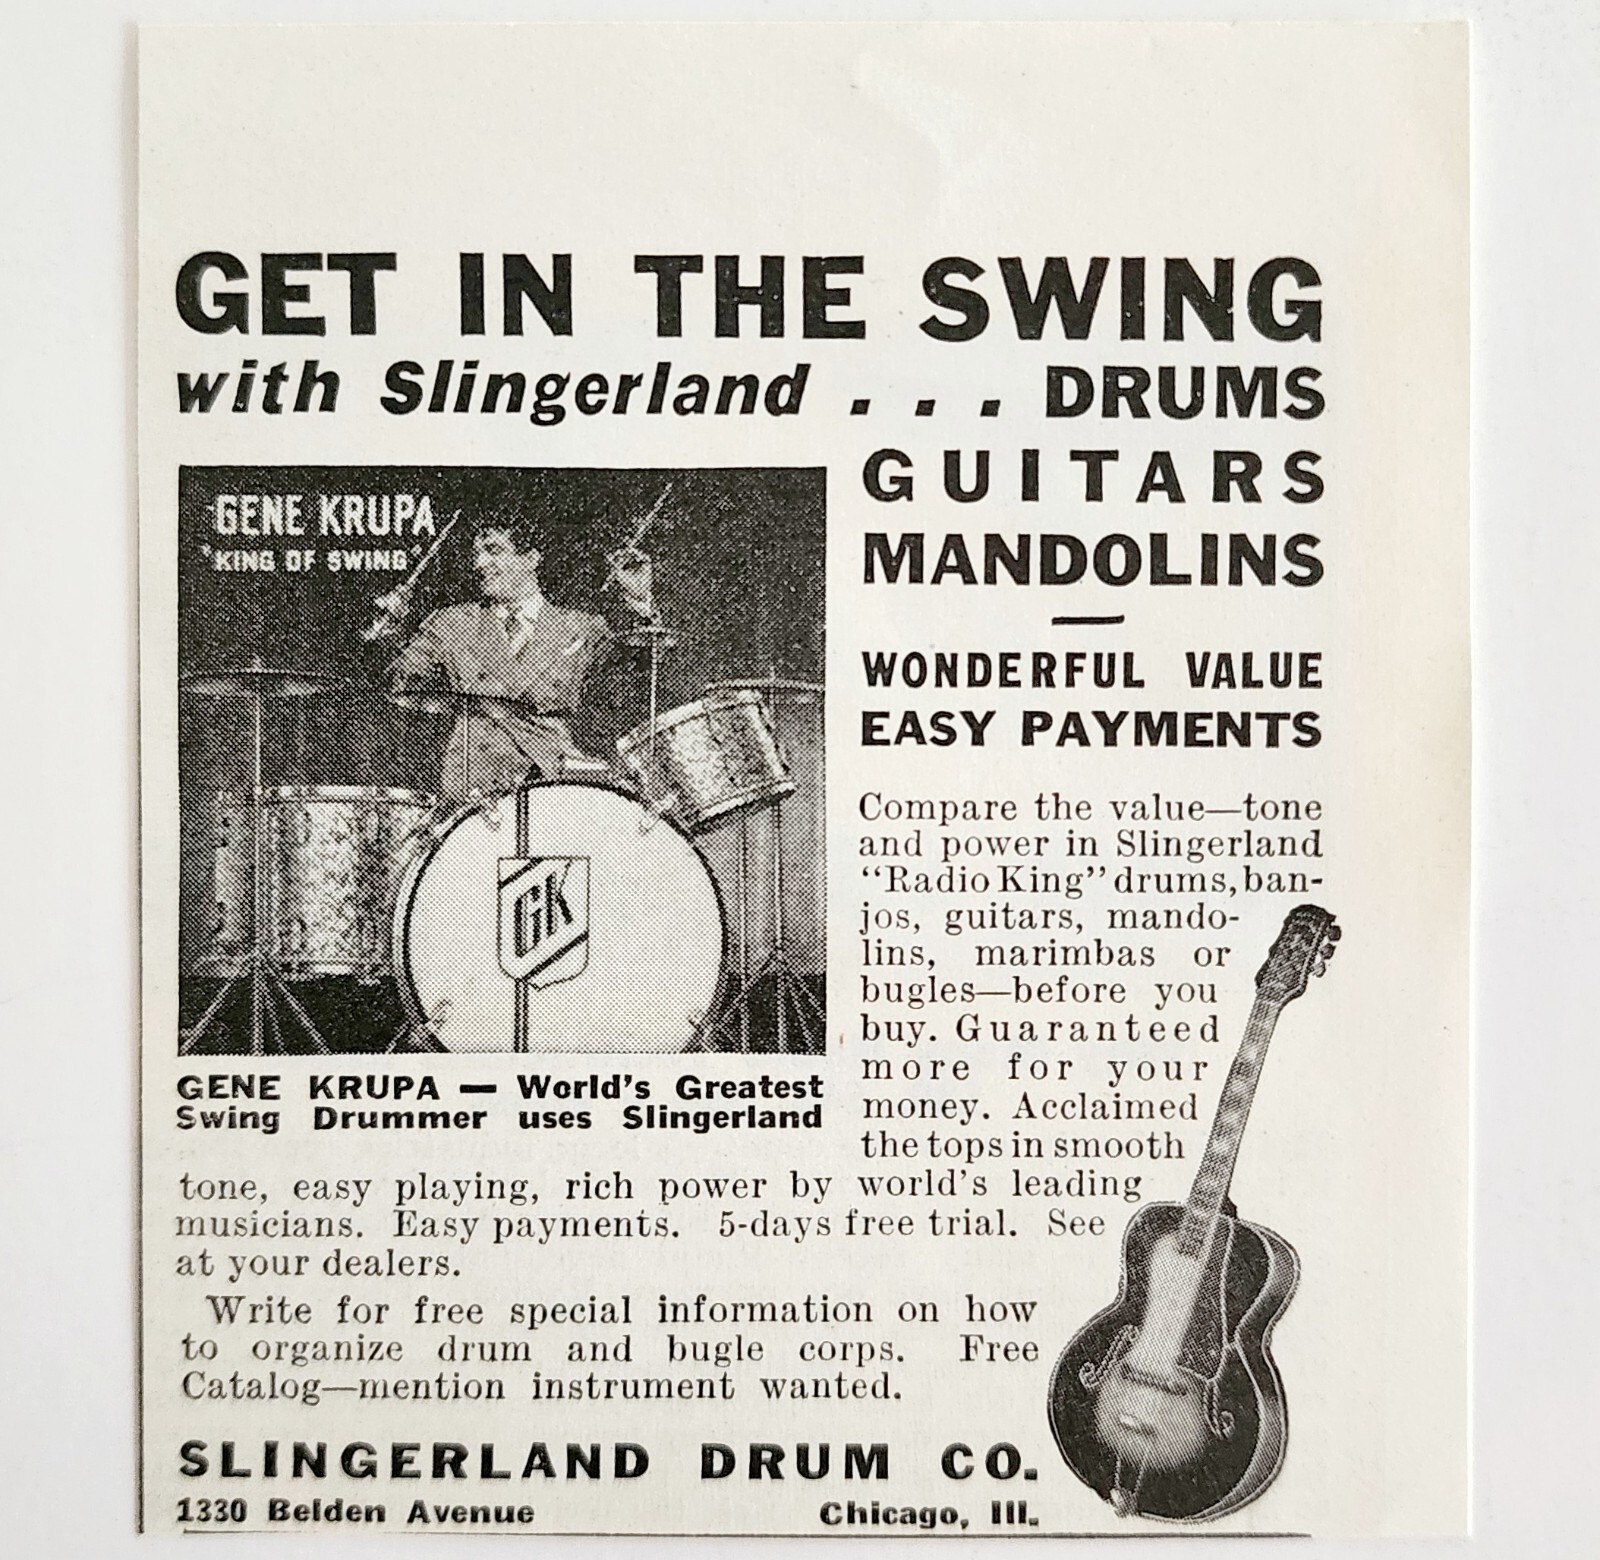 GET IN THE SWING
with Slingerland . . . DRUMS
GUITARS
MANDOLINS
WONDERFUL VALUE
EASY PAYMENTS
GENE KRUPA
"KING OF SWING"
GK
GENE KRUPA — World's Greatest
Swing Drummer uses Slingerland
Compare the value—tone
and power in Slingerland
"Radio King" drums, ban-
jos, guitars, mando-
lins, marimbas or
bugles—before you
buy. Guaranteed
more for your
money. Acclaimed
the tops in smooth
tone, easy playing, rich power by world's leading
musicians. Easy payments. 5-days free trial. See
at your dealers.
Write for free special information on how
to organize drum and bugle corps. Free
Catalog—mention instrument wanted.
SLINGERLAND DRUM CO.
1330 Belden Avenue Chicago, Ill.